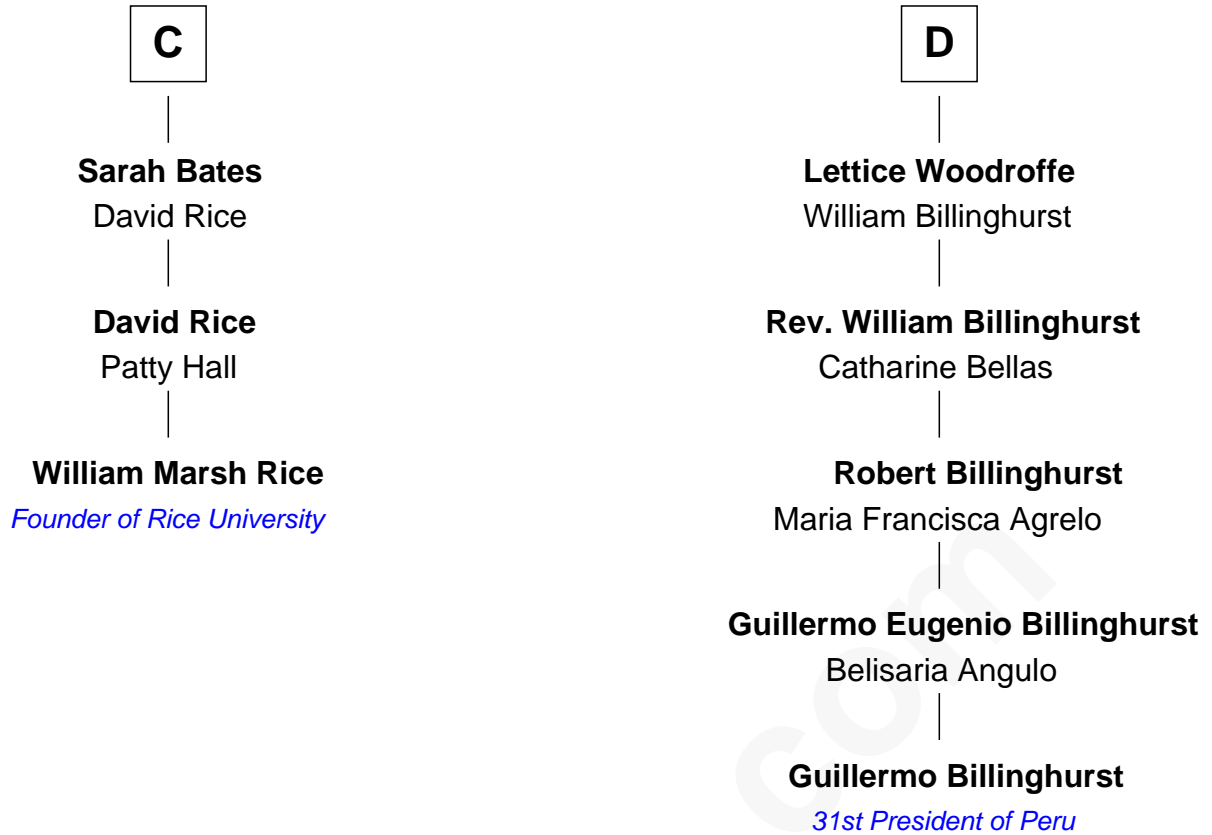 C
Sarah Bates
David Rice
David Rice
Patty Hall
William Marsh Rice
Founder of Rice University
D
Lettice Woodroffe
William Billinghurst
Rev. William Billinghurst
Catharine Bellas
Robert Billinghurst
Maria Francisca Agrelo
Guillermo Eugenio Billinghurst
Belisaria Angulo
Guillermo Billinghurst
31st President of Peru
com